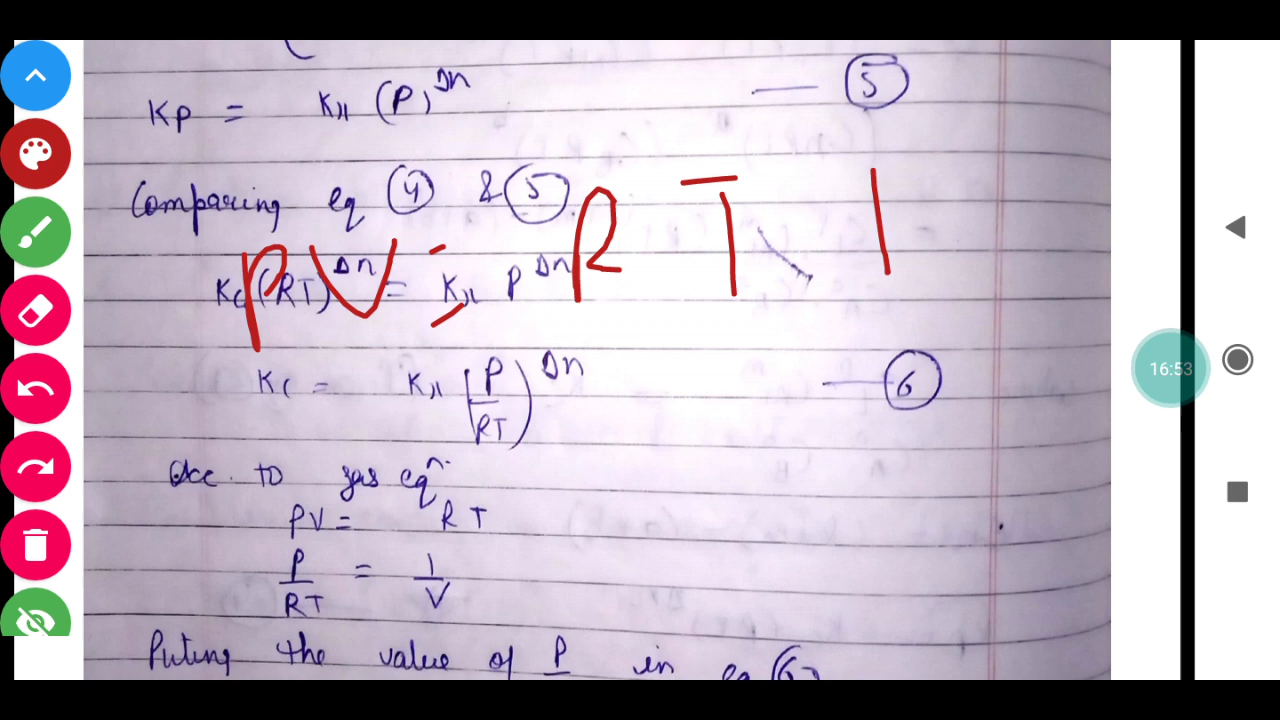 Kp = Kx (P)^Δn — 5
Comparing eq 4 & 5
Kc (RT)^Δn = Kx P^Δn
PV = RT 1
Kc = Kx (P/RT)^Δn — 6
Acc. to gas eqn.
PV = RT
P/RT = 1/V
Puting the value of P in eq (6)
16:53